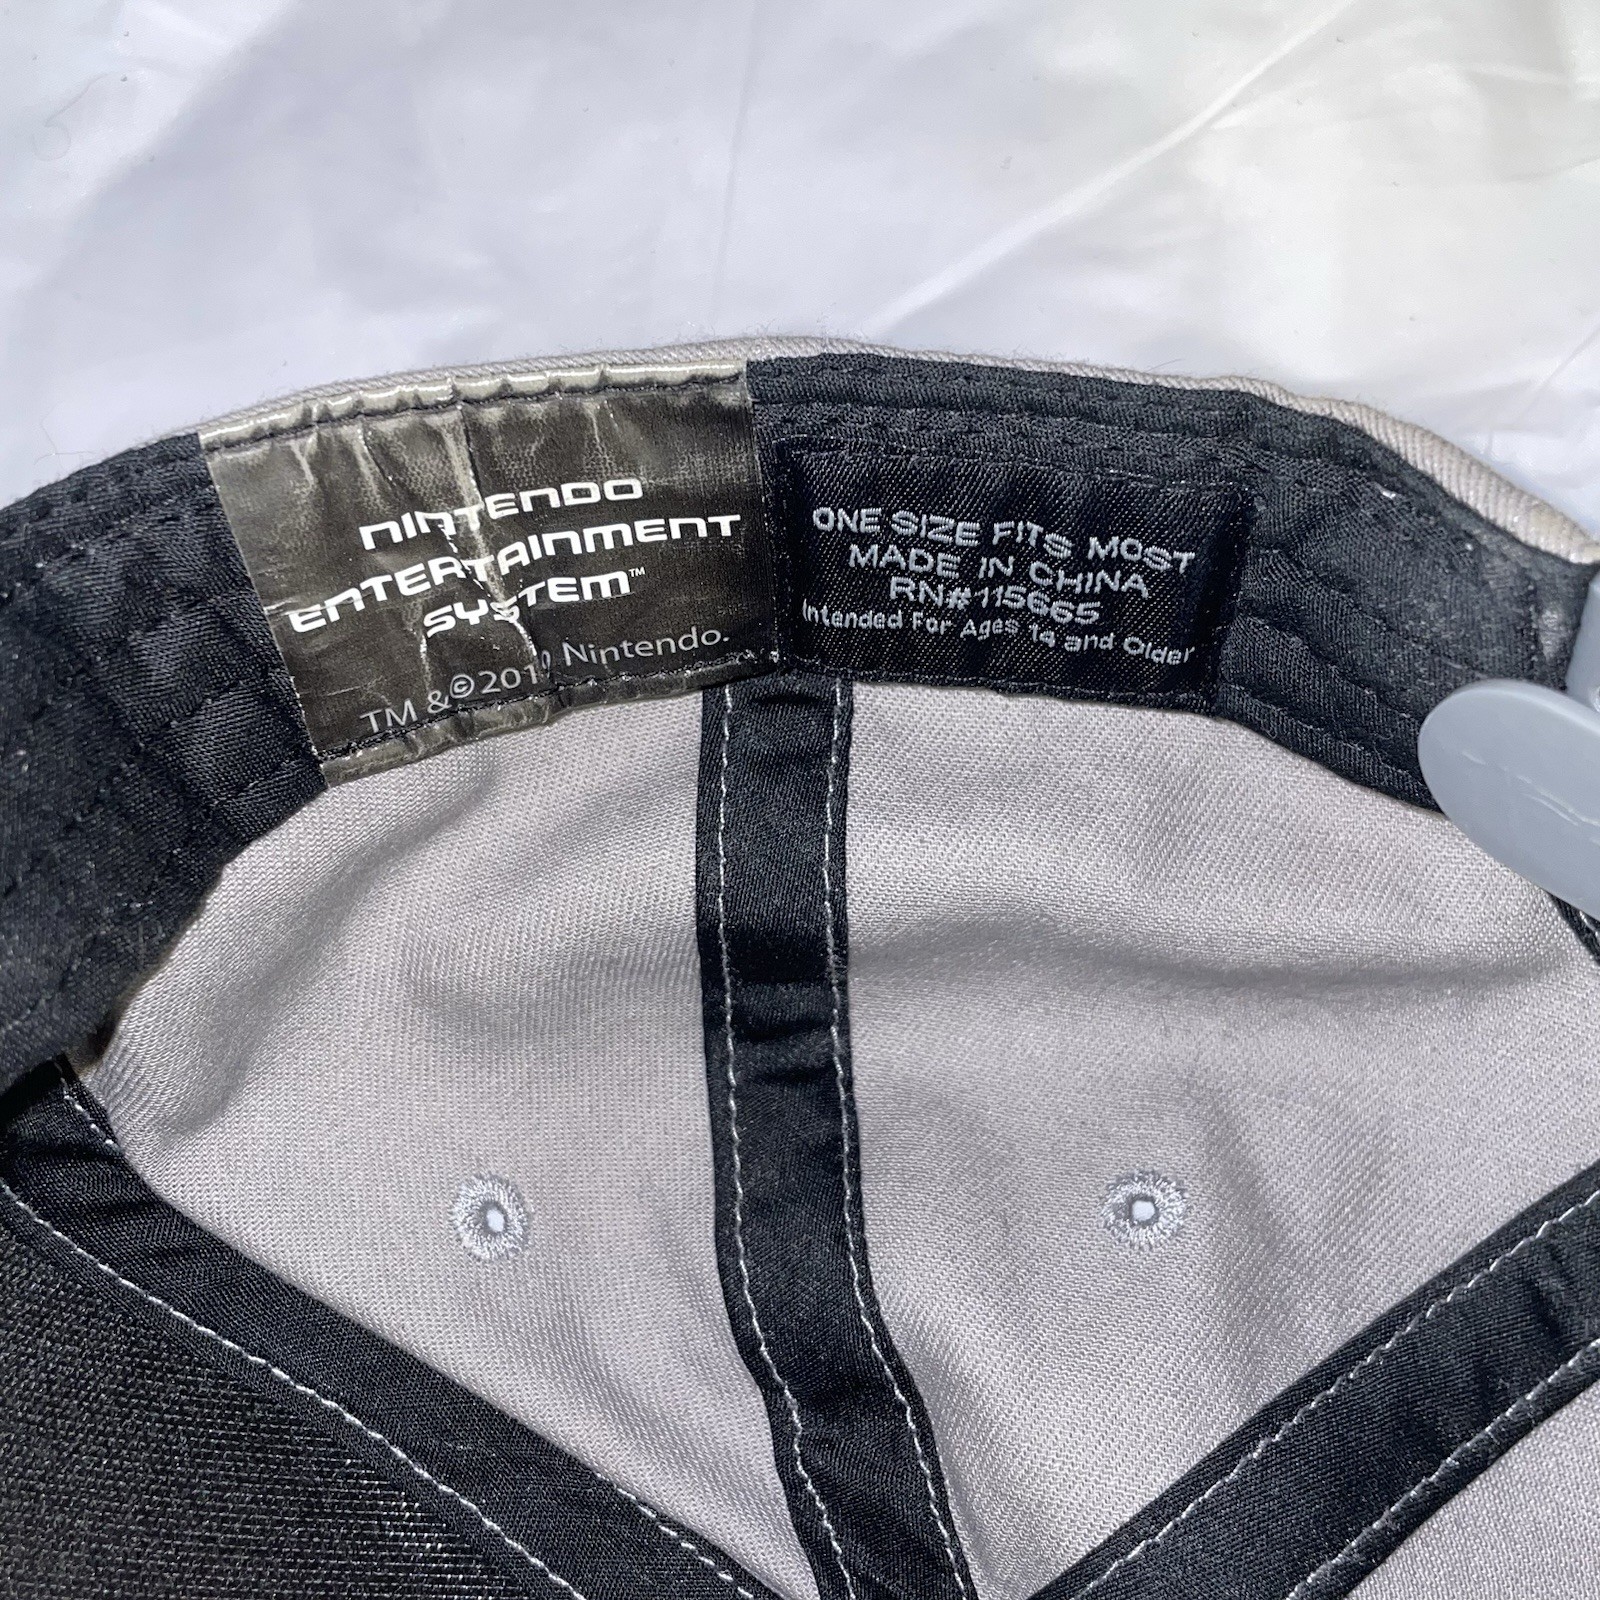 NINTENDO
ENTERTAINMENT
SYSTEM™
TM & © Nintendo.
ONE SIZE FITS MOST
MADE IN CHINA
RN# 115665
Intended For Ages 14 and Older